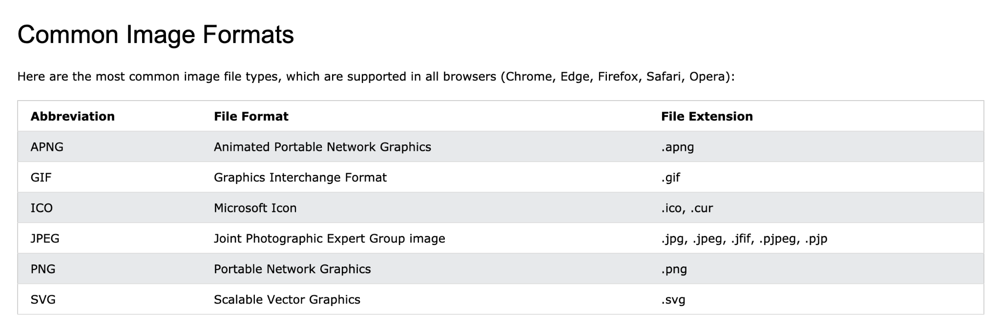 Common Image Formats
Here are the most common image file types, which are supported in all browsers (Chrome, Edge, Firefox, Safari, Opera):
Abbreviation File Format File Extension
APNG Animated Portable Network Graphics .apng
GIF Graphics Interchange Format .gif
ICO Microsoft Icon .ico, .cur
JPEG Joint Photographic Expert Group image .jpg, .jpeg, .jfif, .pjpeg, .pjp
PNG Portable Network Graphics .png
SVG Scalable Vector Graphics .svg